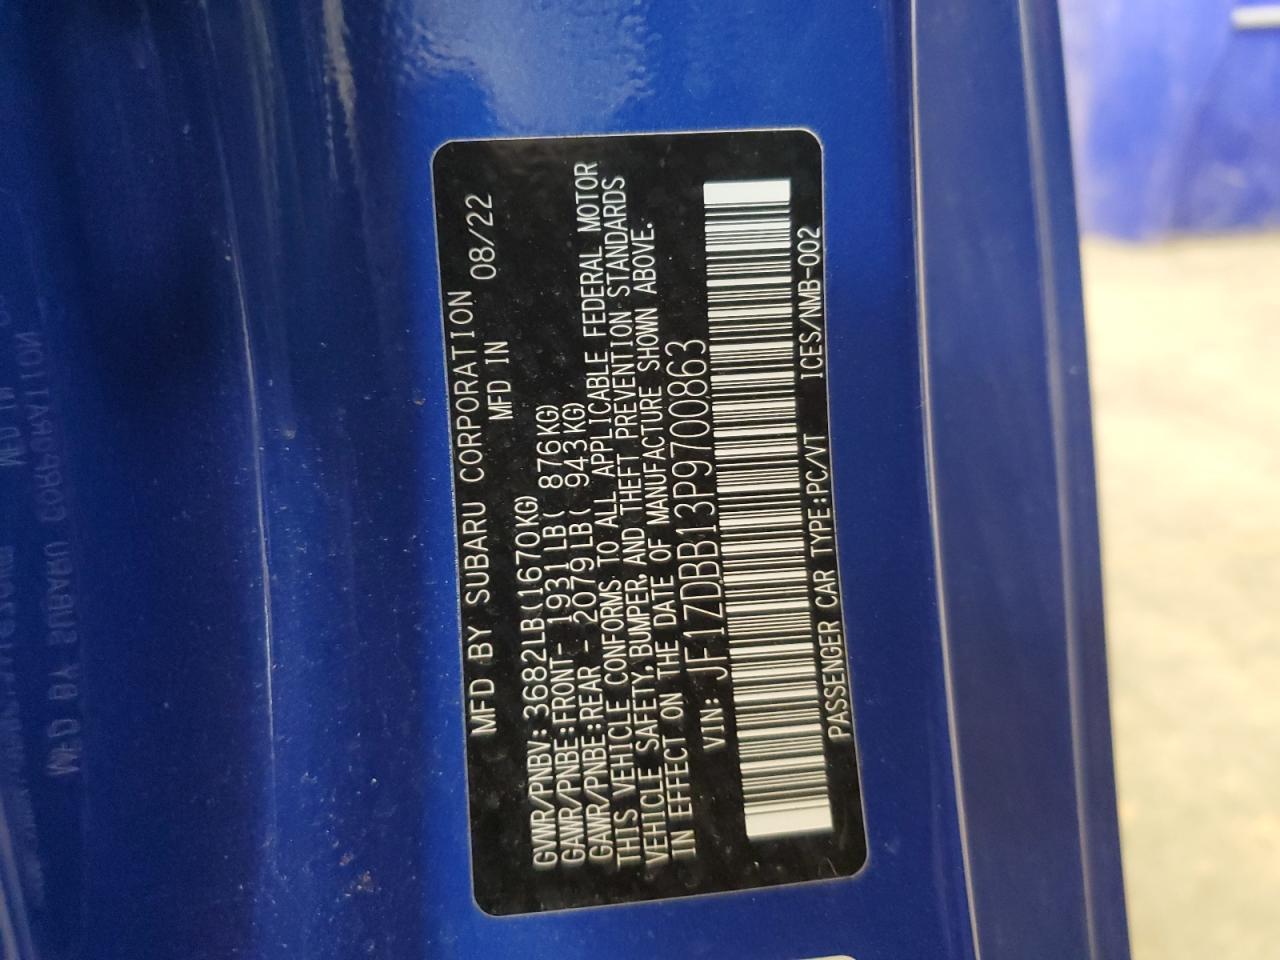 MFD BY SUBARU CORPORATION
MFD IN 08/22
GVWR/PNBV: 3682LB(1670KG)
GAWR/PNBE:FRONT- 1931LB( 876KG)
GAWR/PNBE:REAR - 2079LB( 943KG)
THIS VEHICLE CONFORMS TO ALL APPLICABLE FEDERAL MOTOR
VEHICLE SAFETY, BUMPER, AND THEFT PREVENTION STANDARDS
IN EFFECT ON THE DATE OF MANUFACTURE SHOWN ABOVE.
VIN: JF17DBB13P9700863
PASSENGER CAR TYPE:PC/VT ICES/NMB-002